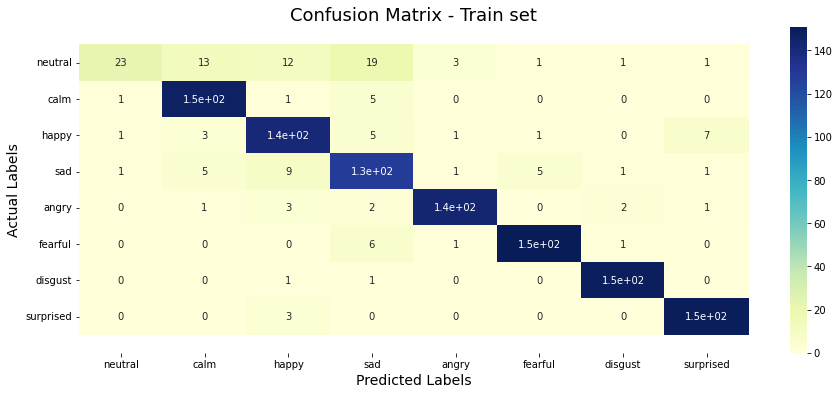 Confusion Matrix - Train set
neutral 23 13 12 19 3 1 1 1
calm 1 1.5e+02 1 5 0 0 0 0
happy 1 3 1.4e+02 5 1 1 0 7
sad 1 5 9 1.3e+02 1 5 1 1
angry 0 1 3 2 1.4e+02 0 2 1
fearful 0 0 0 6 1 1.5e+02 1 0
disgust 0 0 1 1 0 0 1.5e+02 0
surprised 0 0 3 0 0 0 0 1.5e+02
neutral calm happy sad angry fearful disgust surprised
Predicted Labels
Actual Labels
140
120
100
80
60
40
20
0